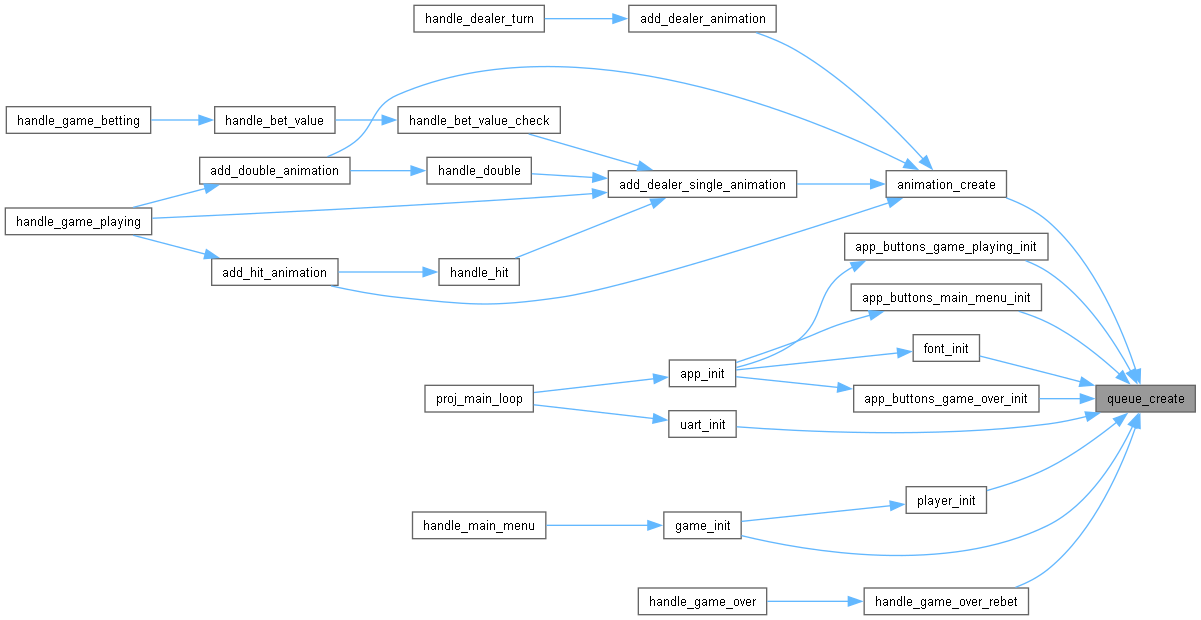 handle_dealer_turn
add_dealer_animation
handle_game_betting
handle_bet_value
handle_bet_value_check
add_double_animation
handle_double
add_dealer_single_animation
animation_create
handle_game_playing
app_buttons_game_playing_init
add_hit_animation
handle_hit
app_buttons_main_menu_init
font_init
app_init
proj_main_loop
app_buttons_game_over_init
queue_create
uart_init
player_init
handle_main_menu
game_init
handle_game_over
handle_game_over_rebet